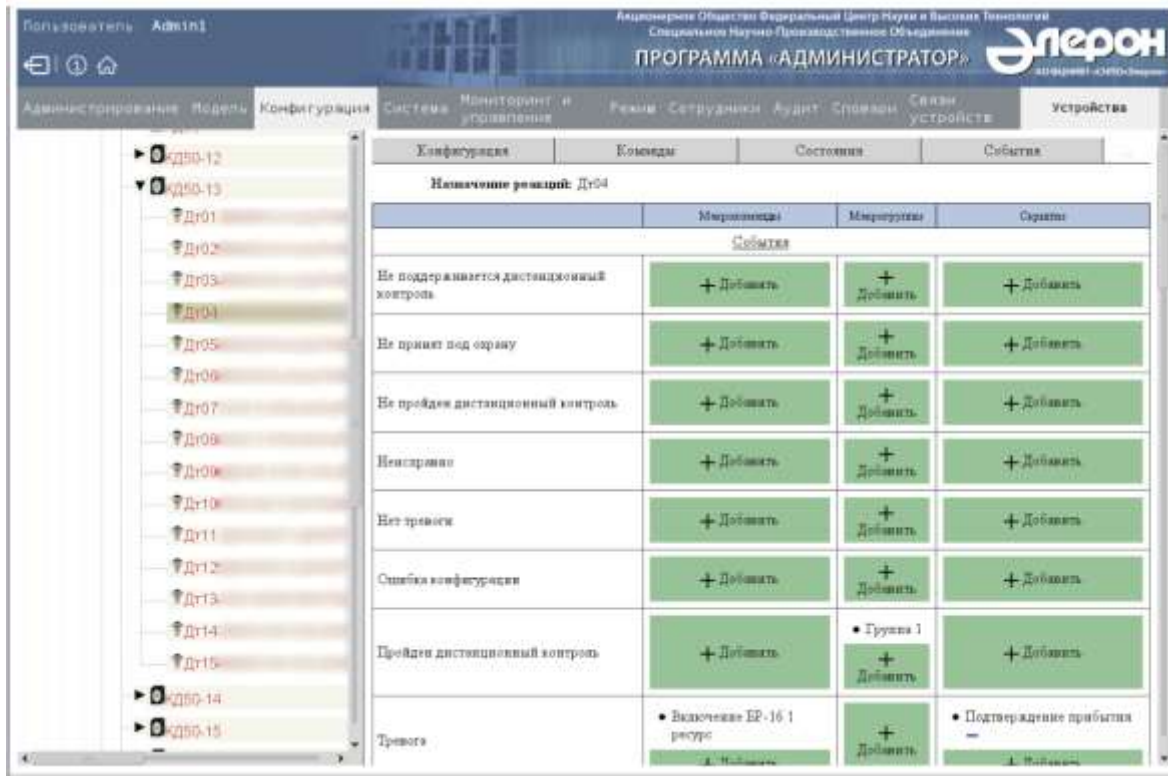 Пользователь Admin1
Акционерное Общество Федеральный Центр Науки и Высоких Технологий
Специальное Научно-Производственное Объединение
Элерон
ПРОГРАММА «АДМИНИСТРАТОР»
Администрирование Модель Конфигурация Система Мониторинг и управление Режим Сотрудники Аудит Словари Связи устройств Устройства
КД50-12
КД50-13
Дт01
Дт02
Дт03
Дт04
Дт05
Дт06
Дт07
Дт08
Дт09
Дт10
Дт11
Дт12
Дт13
Дт14
Дт15
КД50-14
КД50-15
Конфигурация Команды Состояния События
Назначение реакций: Дт04
Макрокоманды Макрогруппы Скрипты
События
Не поддерживается дистанционный контроль + Добавить + Добавить + Добавить
Не принят под охрану + Добавить + Добавить + Добавить
Не пройден дистанционный контроль + Добавить + Добавить + Добавить
Неисправно + Добавить + Добавить + Добавить
Нет тревоги + Добавить + Добавить + Добавить
Ошибка конфигурации + Добавить + Добавить + Добавить
Пройден дистанционный контроль + Добавить • Группа 1 + Добавить + Добавить
Тревога • Включение БР-16 1 ресурс + Добавить + Добавить • Подтверждение прибытия + Добавить